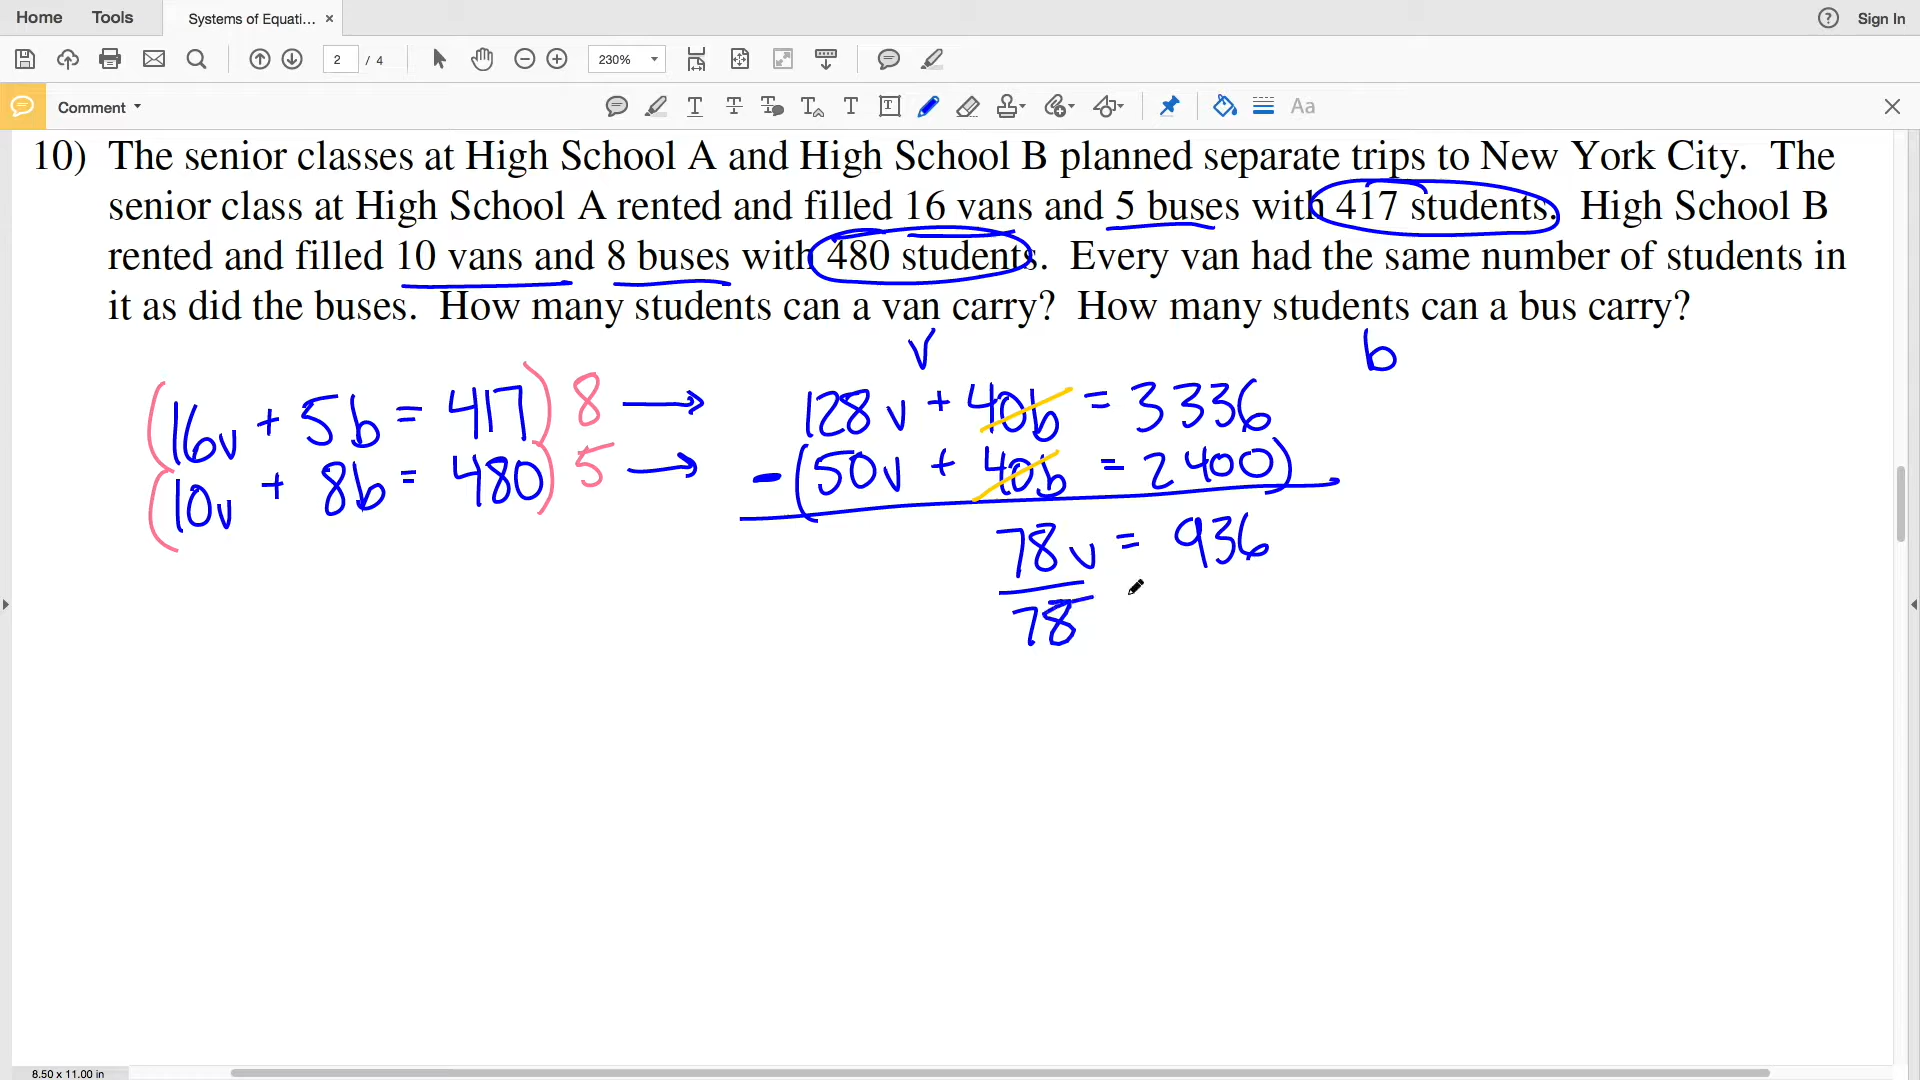 Home Tools Systems of Equati... × ? Sign In
2 / 4 230%
Comment T T T T T T Aa
10) The senior classes at High School A and High School B planned separate trips to New York City. The
senior class at High School A rented and filled 16 vans and 5 buses with 417 students. High School B
rented and filled 10 vans and 8 buses with 480 students. Every van had the same number of students in
it as did the buses. How many students can a van carry? How many students can a bus carry?
v b
(16v + 5b = 417) 8 → 128v + 40b = 3336
(10v + 8b = 480) 5 → -(50v + 40b = 2400)
78v = 936
78
8.50 x 11.00 in